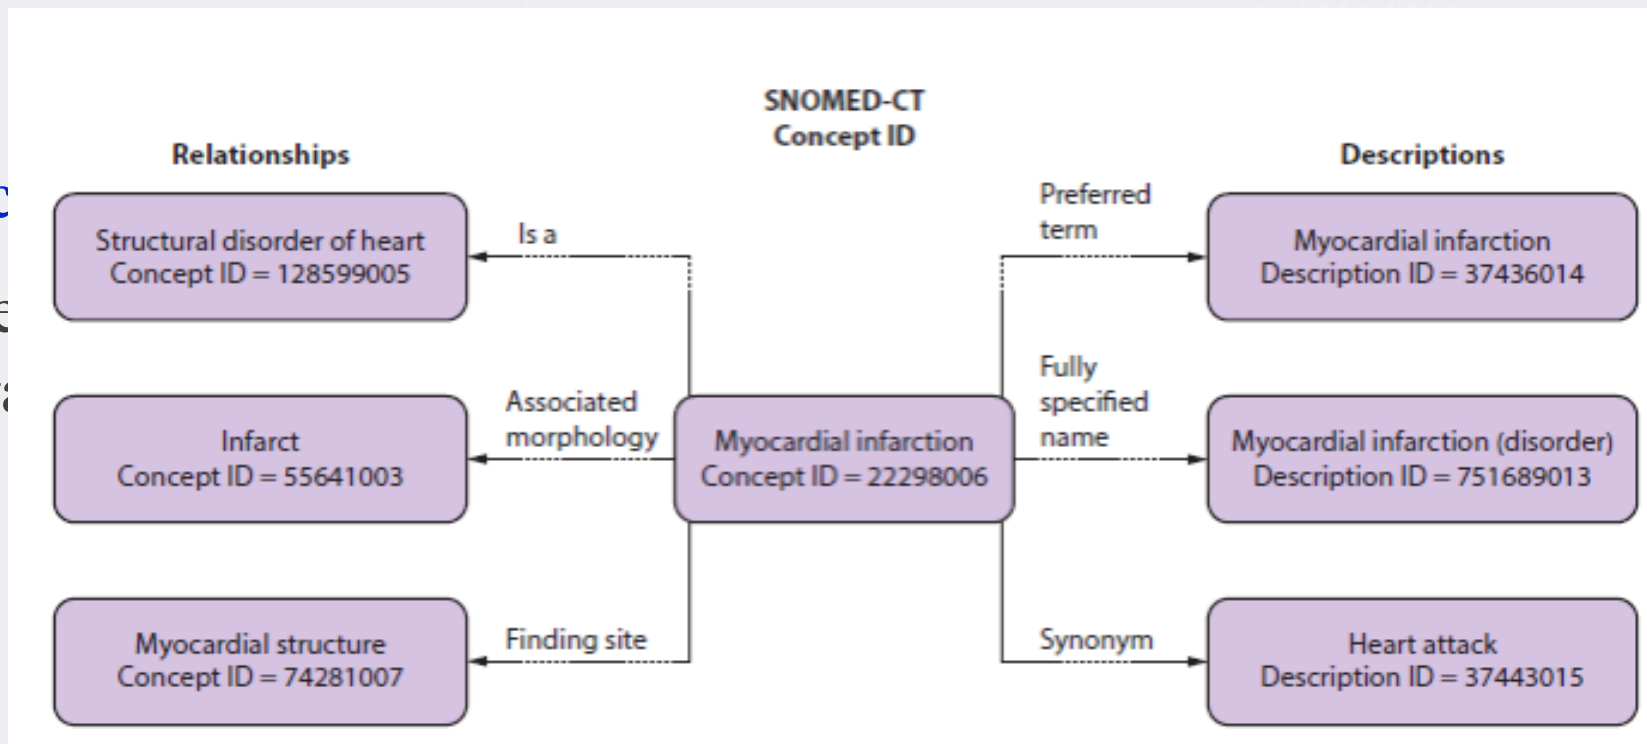 SNOMED-CT
Concept ID
Relationships
Descriptions
Structural disorder of heart
Concept ID = 128599005
Is a
Preferred
term
Myocardial infarction
Description ID = 37436014
Infarct
Concept ID = 55641003
Associated
morphology
Myocardial infarction
Concept ID = 22298006
Fully
specified
name
Myocardial infarction (disorder)
Description ID = 751689013
Myocardial structure
Concept ID = 74281007
Finding site
Synonym
Heart attack
Description ID = 37443015